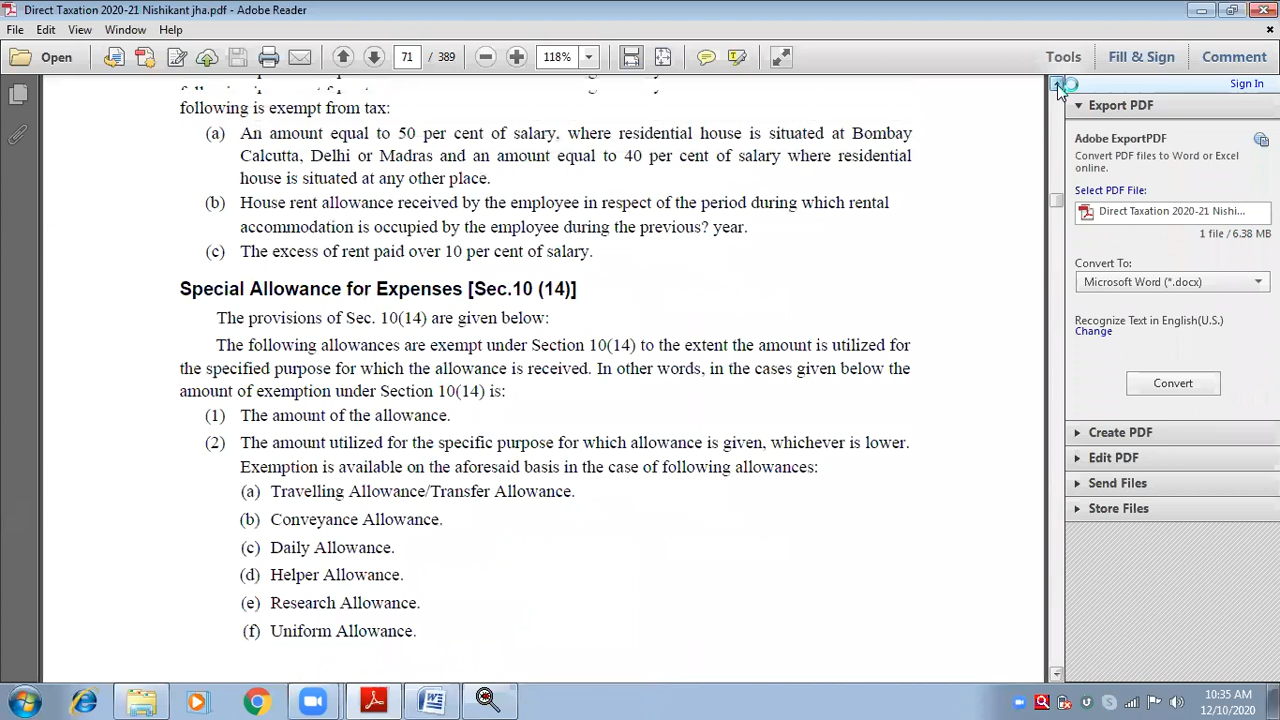 Direct Taxation 2020-21 Nishikant jha.pdf - Adobe Reader
File Edit View Window Help
Open 71 / 389 118% Tools Fill & Sign Comment
Sign In
following is exempt from tax:
(a) An amount equal to 50 per cent of salary, where residential house is situated at Bombay
Calcutta, Delhi or Madras and an amount equal to 40 per cent of salary where residential
house is situated at any other place.
(b) House rent allowance received by the employee in respect of the period during which rental
accommodation is occupied by the employee during the previous? year.
(c) The excess of rent paid over 10 per cent of salary.
Special Allowance for Expenses [Sec.10 (14)]
The provisions of Sec. 10(14) are given below:
The following allowances are exempt under Section 10(14) to the extent the amount is utilized for
the specified purpose for which the allowance is received. In other words, in the cases given below the
amount of exemption under Section 10(14) is:
(1) The amount of the allowance.
(2) The amount utilized for the specific purpose for which allowance is given, whichever is lower.
Exemption is available on the aforesaid basis in the case of following allowances:
(a) Travelling Allowance/Transfer Allowance.
(b) Conveyance Allowance.
(c) Daily Allowance.
(d) Helper Allowance.
(e) Research Allowance.
(f) Uniform Allowance.
Export PDF
Adobe ExportPDF
Convert PDF files to Word or Excel
online.
Select PDF File:
Direct Taxation 2020-21 Nishi...
1 file / 6.38 MB
Convert To:
Microsoft Word (*.docx)
Recognize Text in English(U.S.)
Change
Convert
Create PDF
Edit PDF
Send Files
Store Files
10:35 AM
12/10/2020